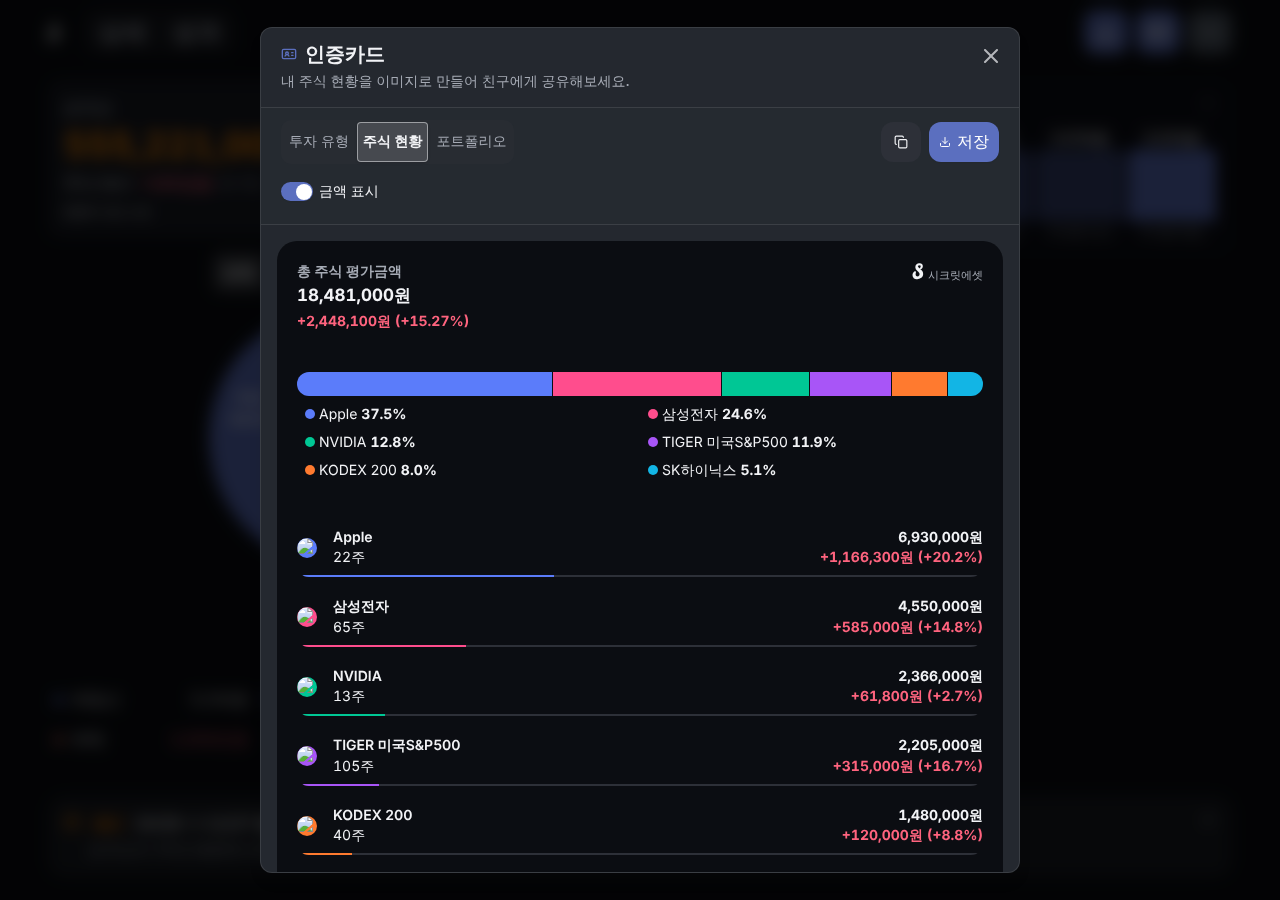 인증카드
내 주식 현황을 이미지로 만들어 친구에게 공유해보세요.
투자 유형 주식 현황 포트폴리오 저장
금액 표시
총 주식 평가금액 시크릿에셋
18,481,000원
+2,448,100원 (+15.27%)
Apple 37.5% 삼성전자 24.6%
NVIDIA 12.8% TIGER 미국S&P500 11.9%
KODEX 200 8.0% SK하이닉스 5.1%
Apple 6,930,000원
22주 +1,166,300원 (+20.2%)
삼성전자 4,550,000원
65주 +585,000원 (+14.8%)
NVIDIA 2,366,000원
13주 +61,800원 (+2.7%)
TIGER 미국S&P500 2,205,000원
105주 +315,000원 (+16.7%)
KODEX 200 1,480,000원
40주 +120,000원 (+8.8%)